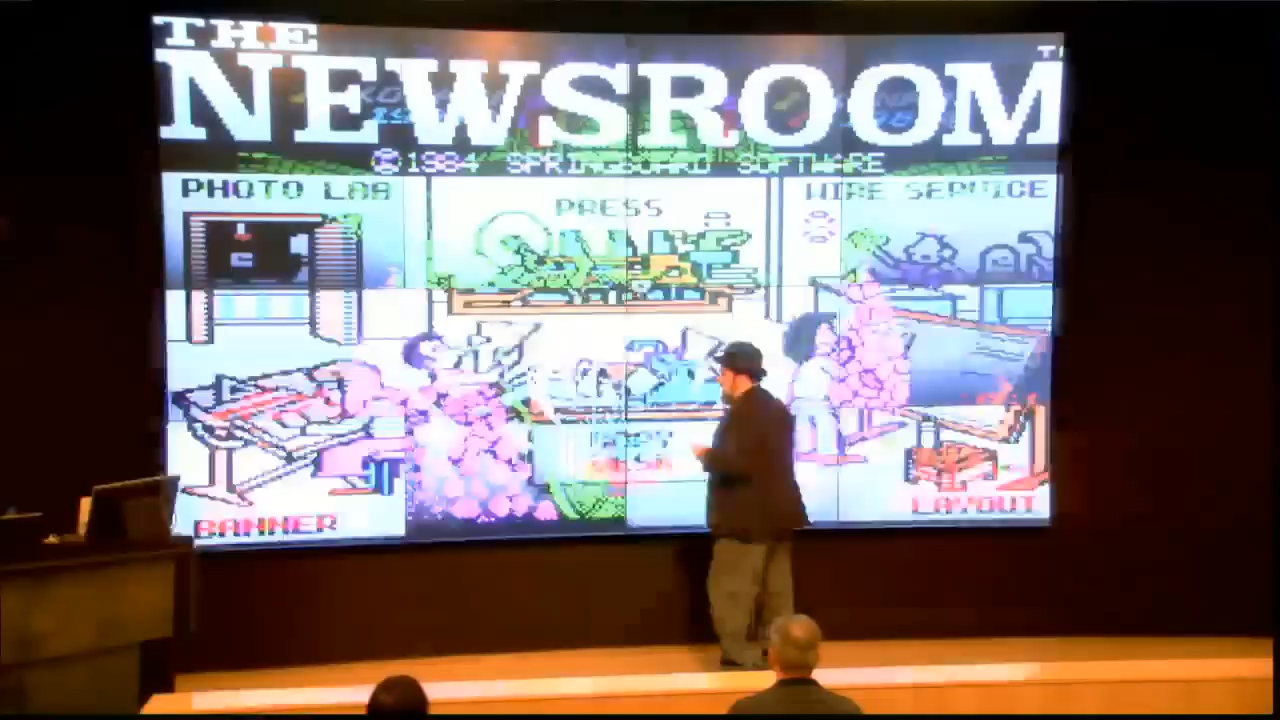 THE
NEWSROOM
© 1984 SPRINGBOARD SOFTWARE
PHOTO LAB
PRESS
WIRE SERVICE
BANNER
LAYOUT